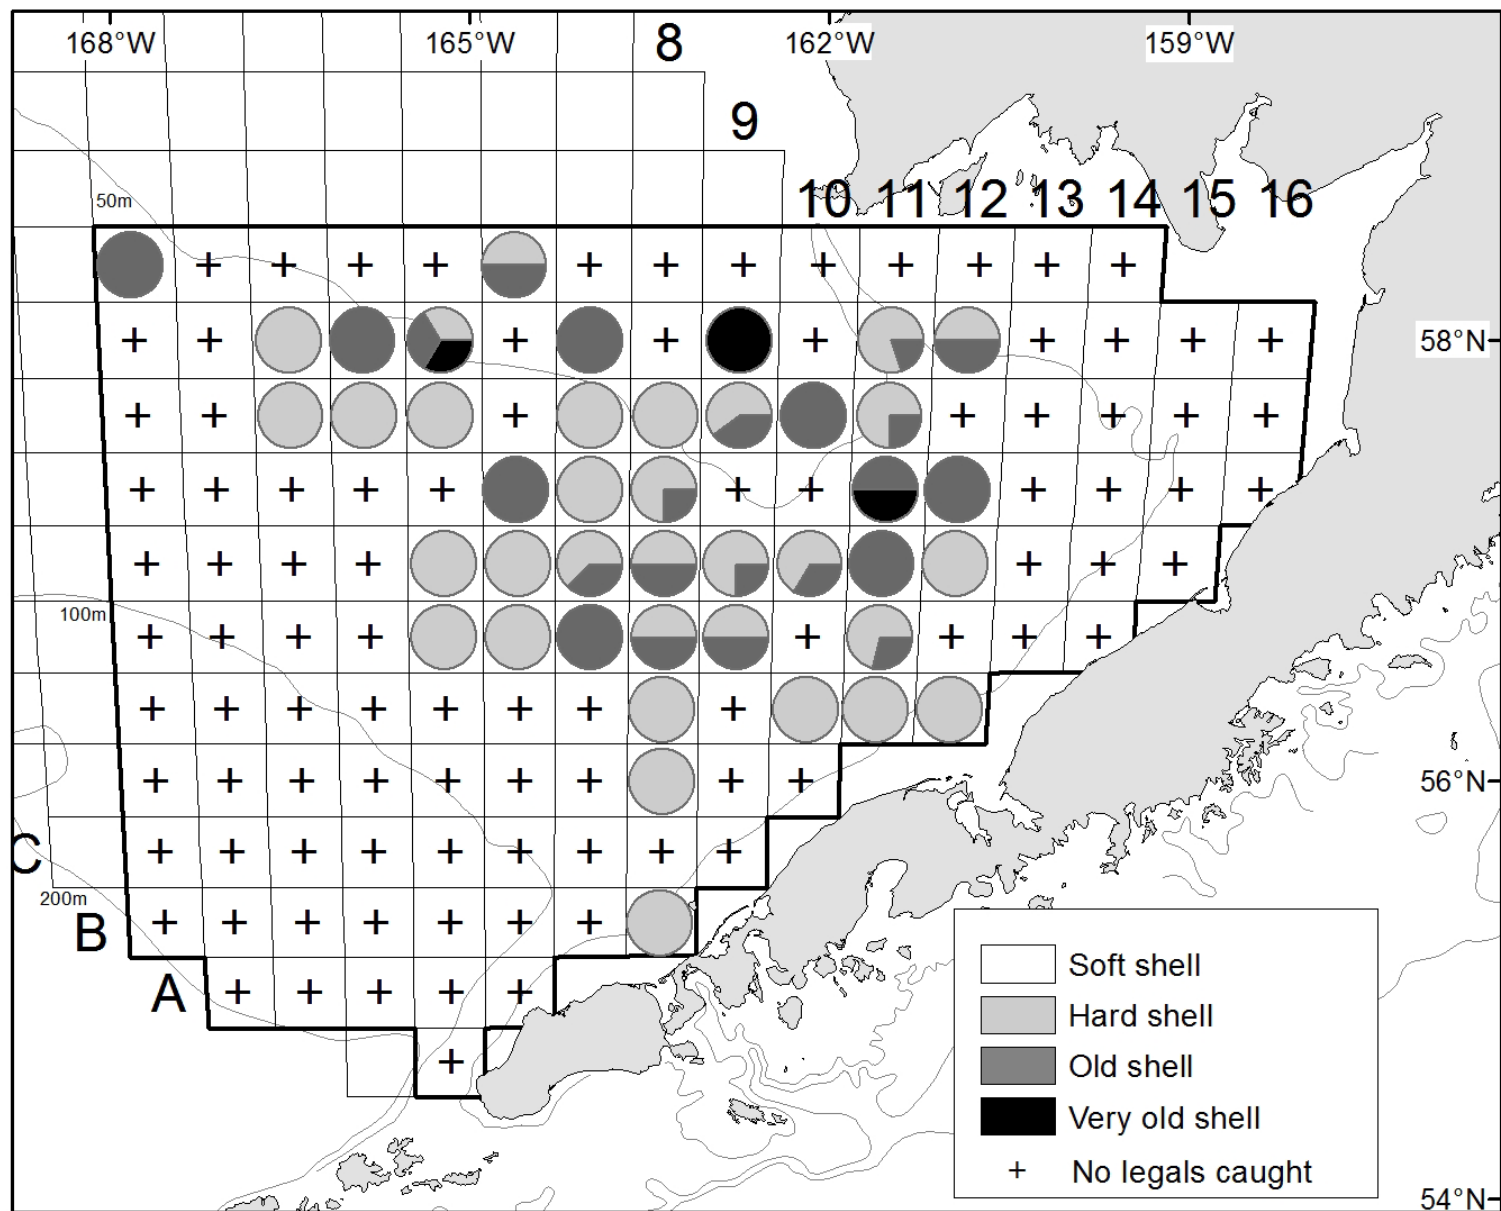 168°W 165°W 8 162°W 159°W
9
50m 10 11 12 13 14 15 16
58°N
100m
56°N
C
200m
B
A
Soft shell
Hard shell
Old shell
Very old shell
+ No legals caught
54°N